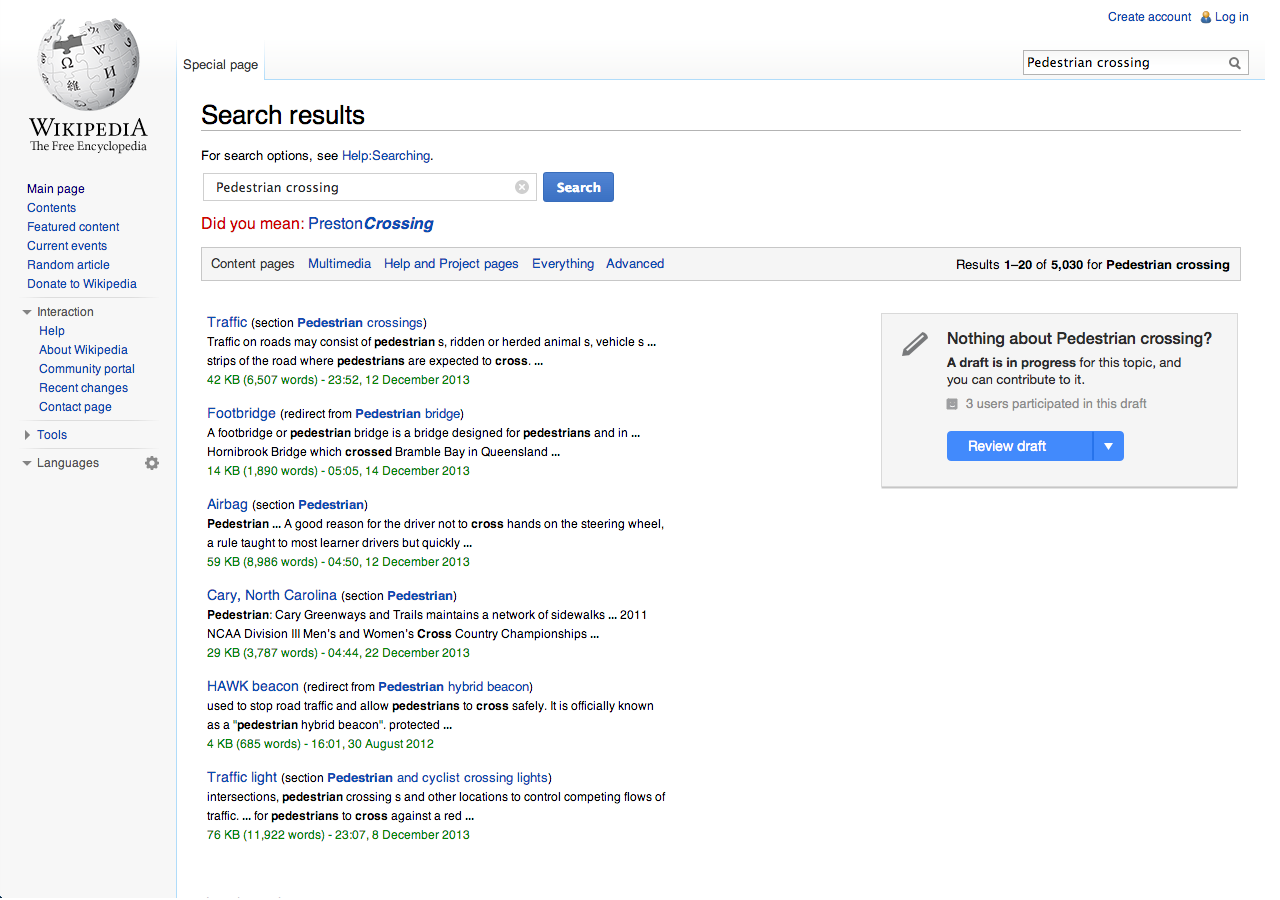 Create account Log in
Special page
Pedestrian crossing
WIKIPEDIA
The Free Encyclopedia
Main page
Contents
Featured content
Current events
Random article
Donate to Wikipedia
Interaction
Help
About Wikipedia
Community portal
Recent changes
Contact page
Tools
Languages
Search results
For search options, see Help:Searching.
Pedestrian crossing Search
Did you mean: PrestonCrossing
Content pages Multimedia Help and Project pages Everything Advanced Results 1–20 of 5,030 for Pedestrian crossing
Traffic (section Pedestrian crossings)
Traffic on roads may consist of pedestrian s, ridden or herded animal s, vehicle s ...
strips of the road where pedestrians are expected to cross. ...
42 KB (6,507 words) - 23:52, 12 December 2013
Footbridge (redirect from Pedestrian bridge)
A footbridge or pedestrian bridge is a bridge designed for pedestrians and in ...
Hornibrook Bridge which crossed Bramble Bay in Queensland ...
14 KB (1,890 words) - 05:05, 14 December 2013
Airbag (section Pedestrian)
Pedestrian ... A good reason for the driver not to cross hands on the steering wheel,
a rule taught to most learner drivers but quickly ...
59 KB (8,986 words) - 04:50, 12 December 2013
Cary, North Carolina (section Pedestrian)
Pedestrian: Cary Greenways and Trails maintains a network of sidewalks ... 2011
NCAA Division III Men's and Women's Cross Country Championships ...
29 KB (3,787 words) - 04:44, 22 December 2013
HAWK beacon (redirect from Pedestrian hybrid beacon)
used to stop road traffic and allow pedestrians to cross safely. It is officially known
as a "pedestrian hybrid beacon". protected ...
4 KB (685 words) - 16:01, 30 August 2012
Traffic light (section Pedestrian and cyclist crossing lights)
intersections, pedestrian crossing s and other locations to control competing flows of
traffic. ... for pedestrians to cross against a red ...
76 KB (11,922 words) - 23:07, 8 December 2013
Nothing about Pedestrian crossing?
A draft is in progress for this topic, and
you can contribute to it.
3 users participated in this draft
Review draft